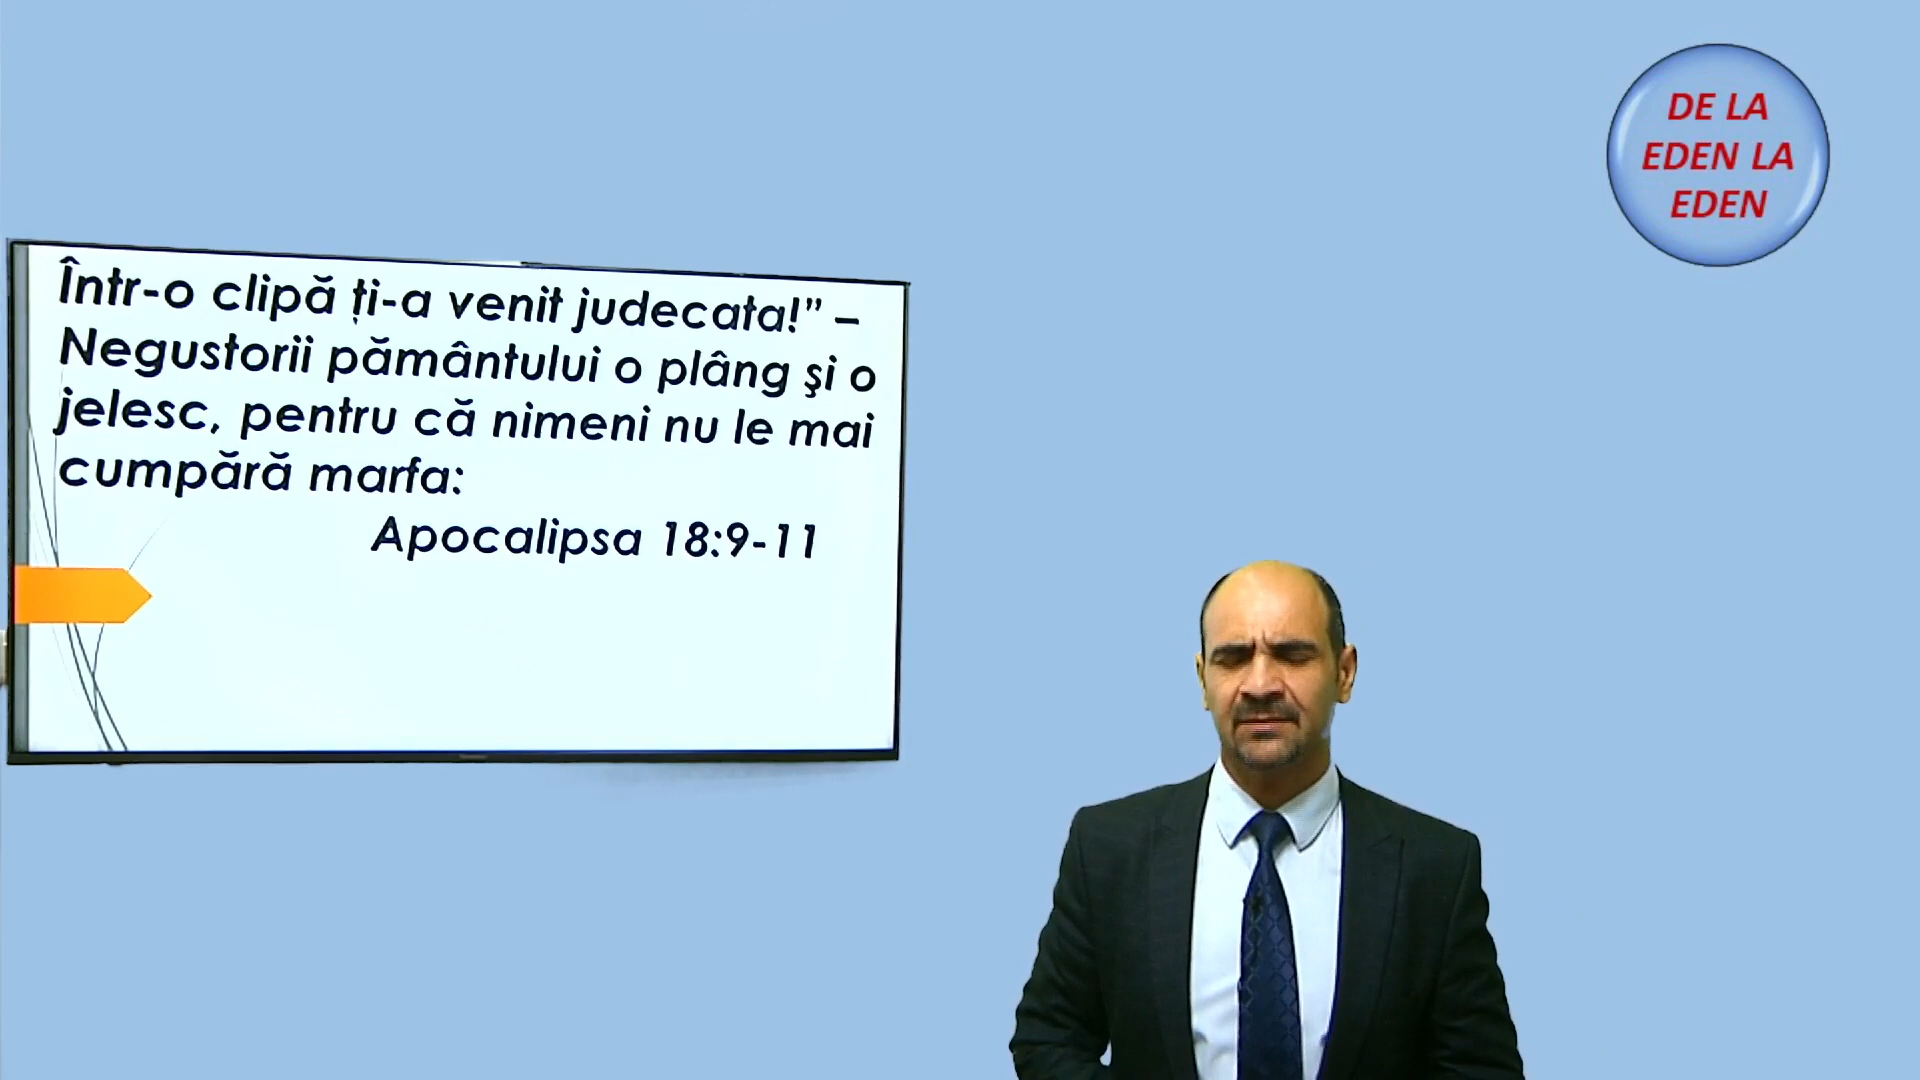 Într-o clipă ți-a venit judecata!” –
Negustorii pământului o plâng şi o
jelesc, pentru că nimeni nu le mai
cumpără marfa:
Apocalipsa 18:9-11
DE LA
EDEN LA
EDEN